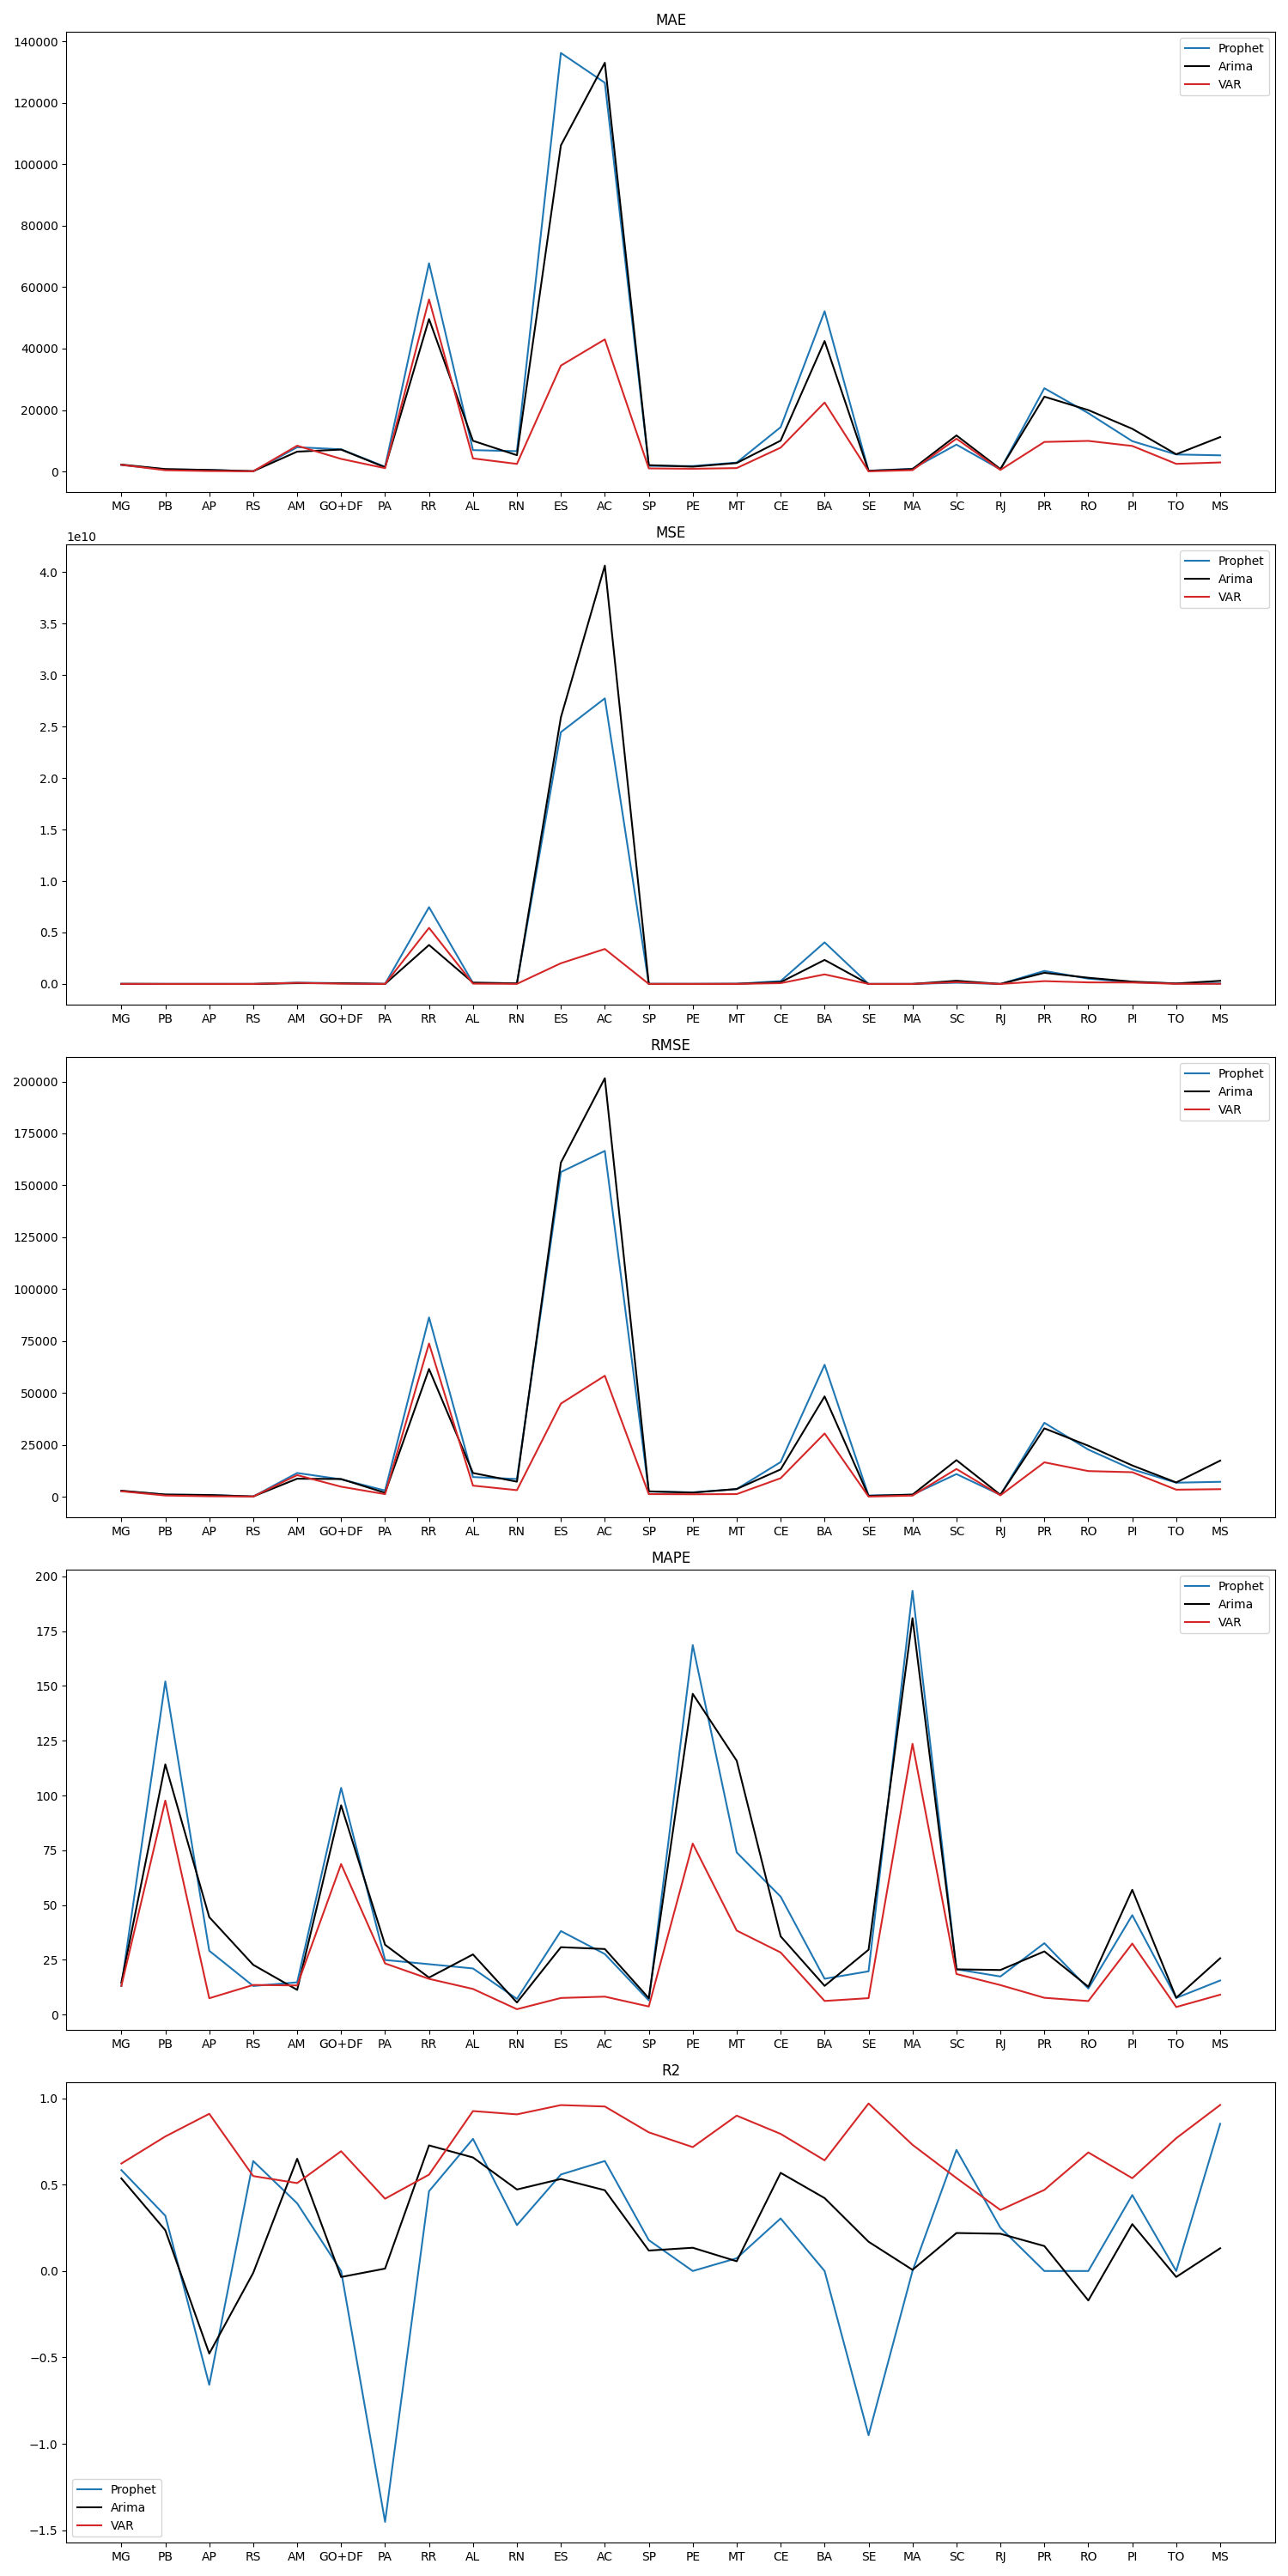 MAE
140000
120000
100000
80000
60000
40000
20000
0
Prophet
Arima
VAR
MG PB AP RS AM GO+DF PA RR AL RN ES AC SP PE MT CE BA SE MA SC RJ PR RO PI TO MS
MSE
1e10
4.0
3.5
3.0
2.5
2.0
1.5
1.0
0.5
0.0
Prophet
Arima
VAR
MG PB AP RS AM GO+DF PA RR AL RN ES AC SP PE MT CE BA SE MA SC RJ PR RO PI TO MS
RMSE
200000
175000
150000
125000
100000
75000
50000
25000
0
Prophet
Arima
VAR
MG PB AP RS AM GO+DF PA RR AL RN ES AC SP PE MT CE BA SE MA SC RJ PR RO PI TO MS
MAPE
200
175
150
125
100
75
50
25
0
Prophet
Arima
VAR
MG PB AP RS AM GO+DF PA RR AL RN ES AC SP PE MT CE BA SE MA SC RJ PR RO PI TO MS
R2
1.0
0.5
0.0
−0.5
−1.0
−1.5
Prophet
Arima
VAR
MG PB AP RS AM GO+DF PA RR AL RN ES AC SP PE MT CE BA SE MA SC RJ PR RO PI TO MS